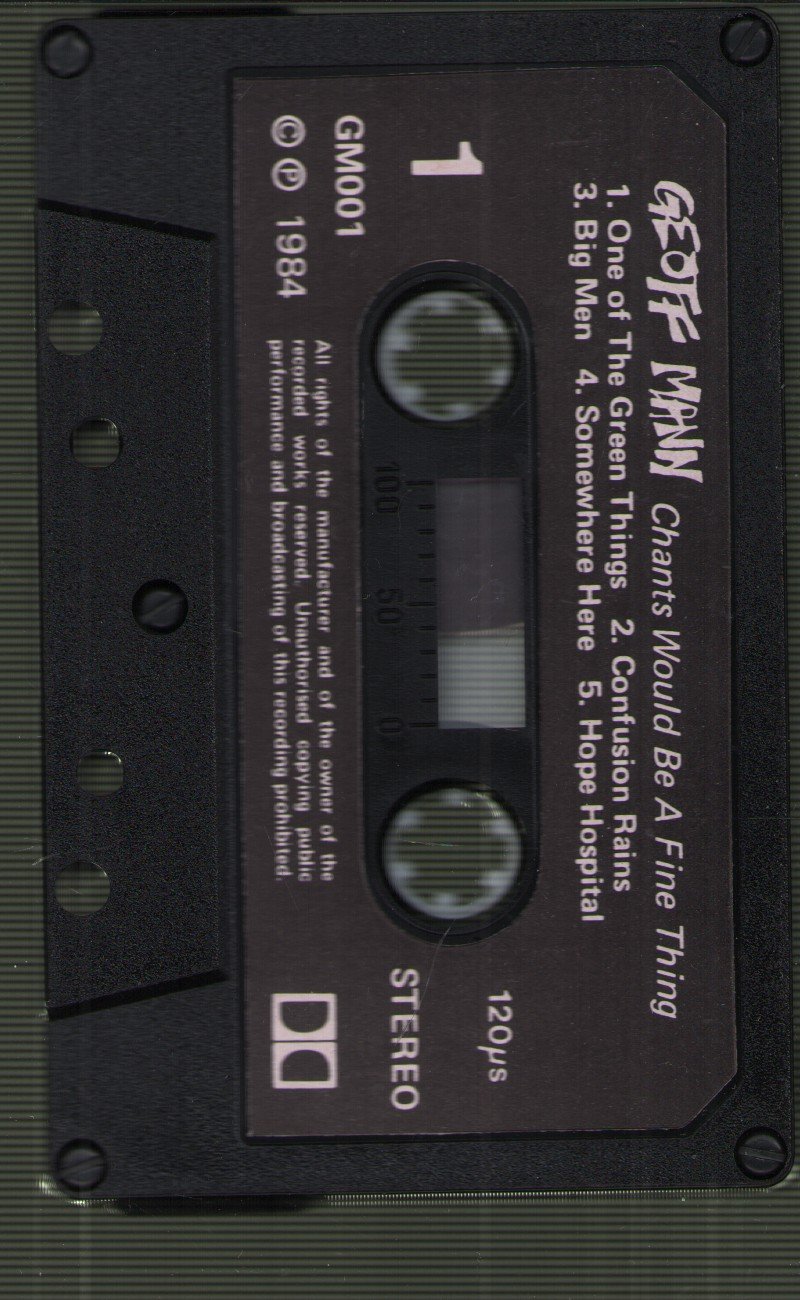 GEOFF MANN Chants Would Be A Fine Thing
1. One of The Green Things 2. Confusion Rains
3. Big Men 4. Somewhere Here 5. Hope Hospital
1
120µs
STEREO
100 50 0
GM001
© ℗ 1984
All rights of the manufacturer and of the owner of the
recorded works reserved. Unauthorised copying public
performance and broadcasting of this recording prohibited.